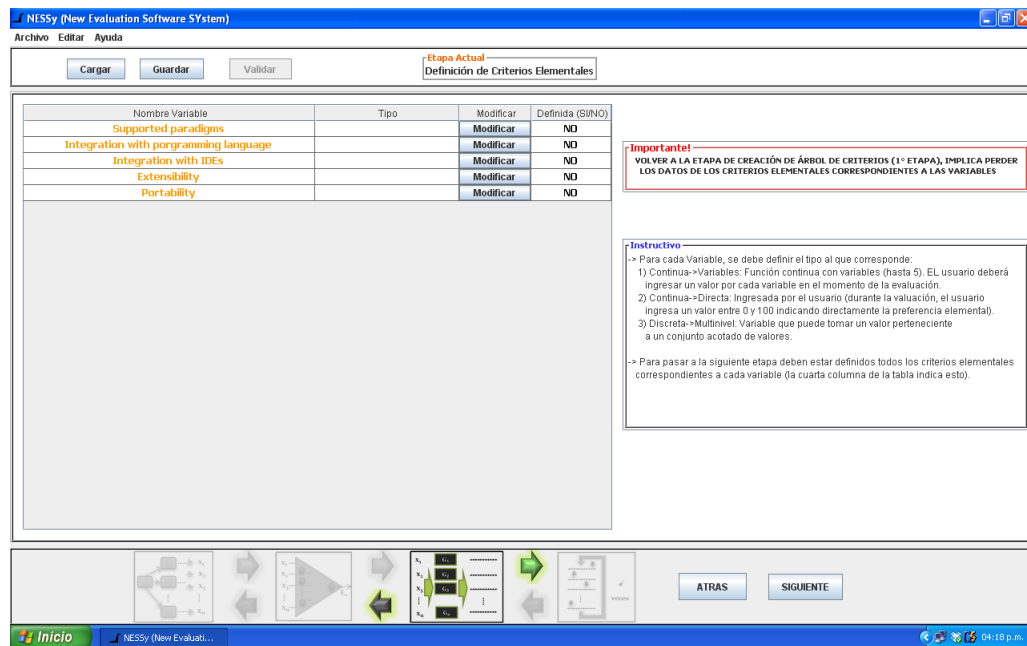 NESSy (New Evaluation Software SYstem)
Archivo Editar Ayuda
Cargar Guardar Validar
Etapa Actual
Definición de Criterios Elementales
Nombre Variable Tipo Modificar Definida (SI/NO)
Supported paradigms Modificar NO
Integration with porgramming language Modificar NO
Integration with IDEs Modificar NO
Extensibility Modificar NO
Portability Modificar NO
Importante!
VOLVER A LA ETAPA DE CREACIÓN DE ÁRBOL DE CRITERIOS (1° ETAPA), IMPLICA PERDER
LOS DATOS DE LOS CRITERIOS ELEMENTALES CORRESPONDIENTES A LAS VARIABLES
Instructivo
-> Para cada Variable, se debe definir el tipo al que corresponde:
1) Continua->Variables: Función continua con variables (hasta 5). EL usuario deberá
ingresar un valor por cada variable en el momento de la evaluación.
2) Continua->Directa: Ingresada por el usuario (durante la valuación, el usuario
ingresa un valor entre 0 y 100 indicando directamente la preferencia elemental).
3) Discreta->Multinivel: Variable que puede tomar un valor perteneciente
a un conjunto acotado de valores.
-> Para pasar a la siguiente etapa deben estar definidos todos los criterios elementales
correspondientes a cada variable (la cuarta columna de la tabla indica esto).
ATRAS SIGUIENTE
Inicio NESSy (New Evaluati... 04:18 p.m.